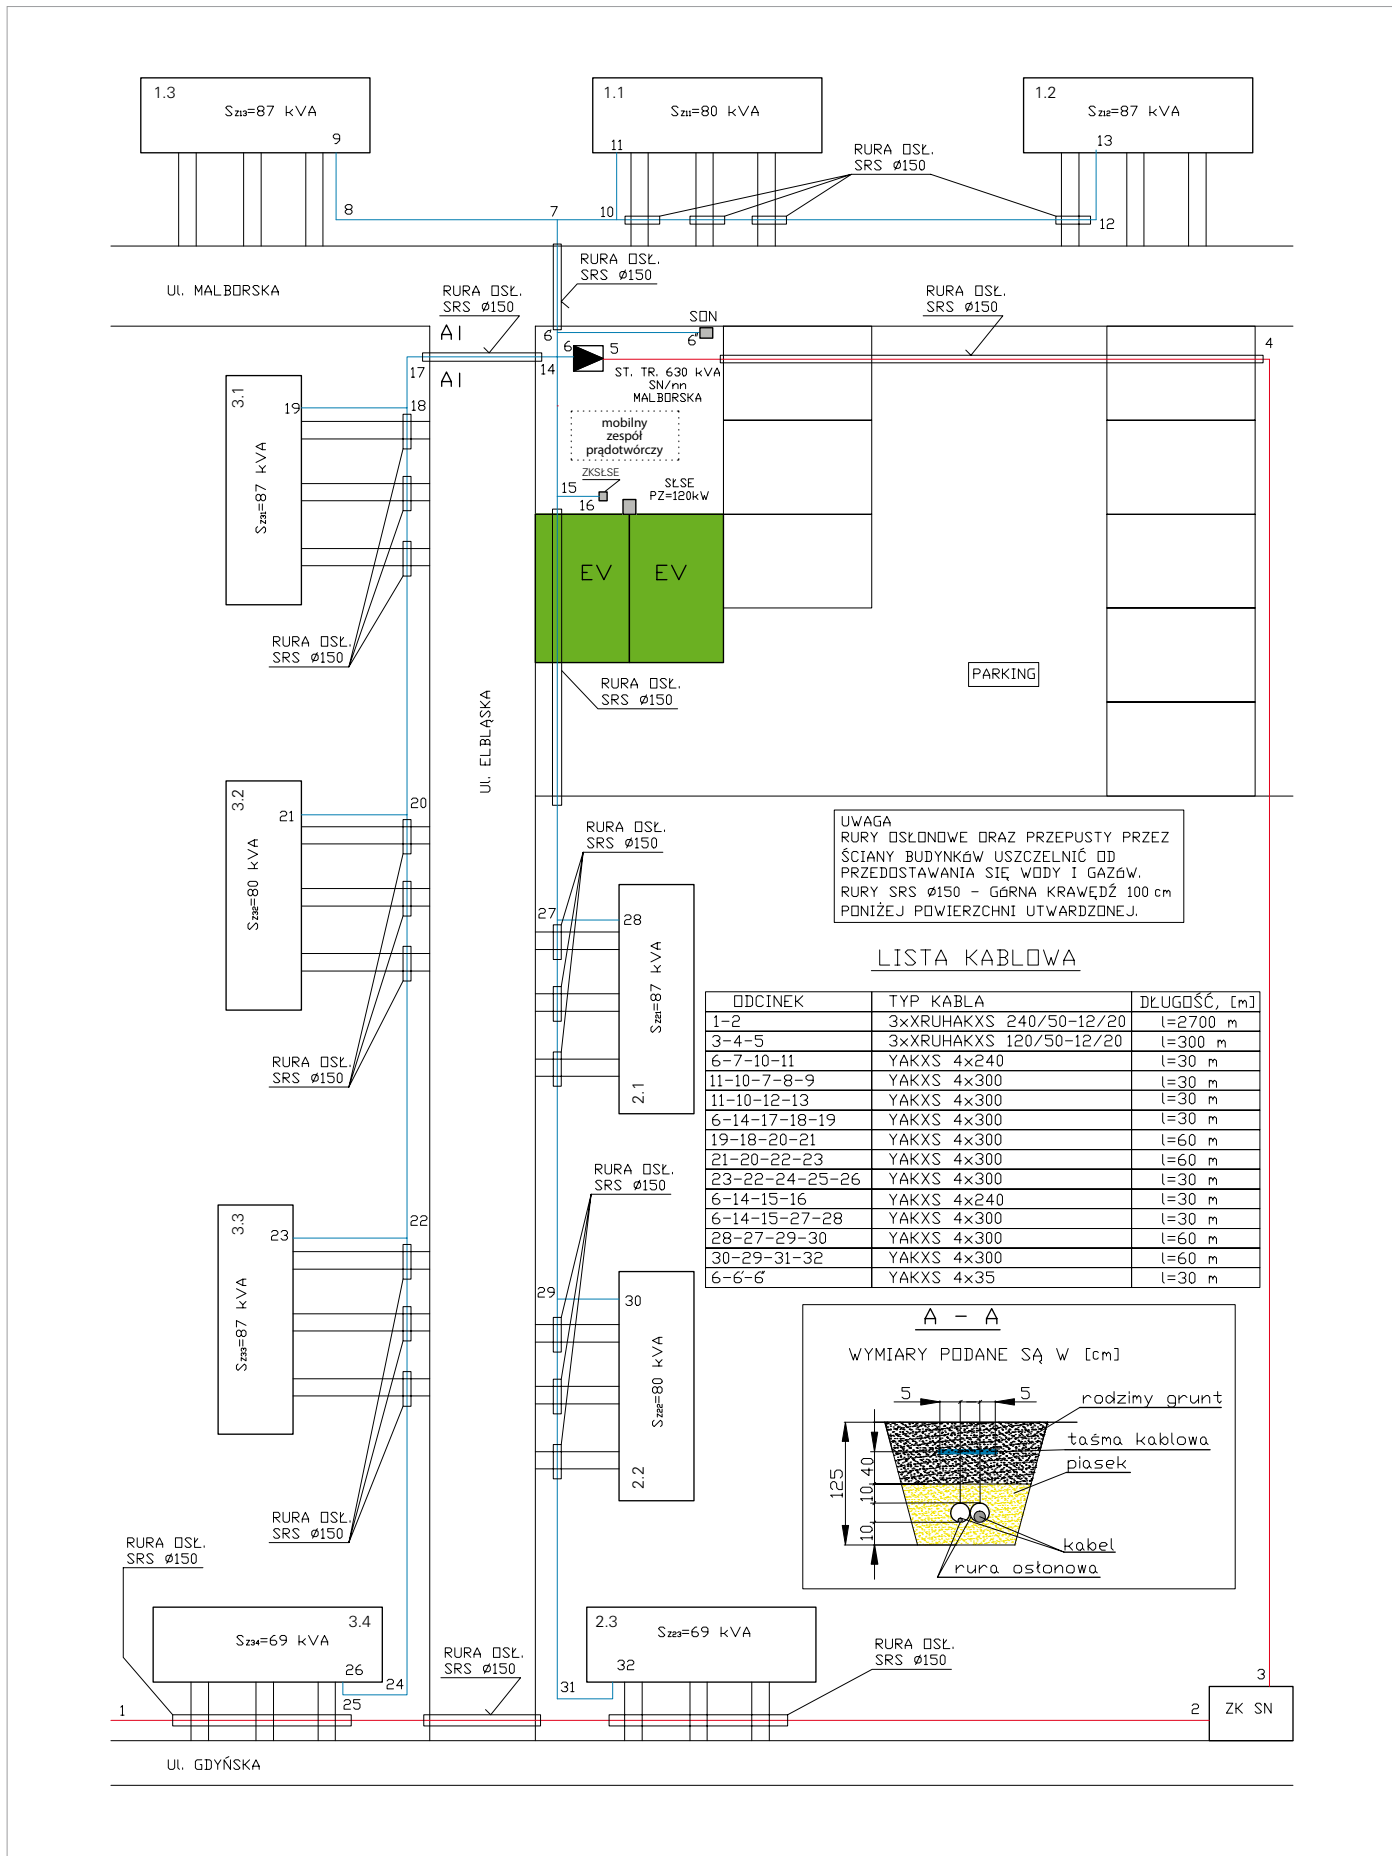 1.3
Sz13=87 kVA
9
1.1
Sz11=80 kVA
11
1.2
Sz12=87 kVA
13
RURA OSŁ.
SRS Ø150
8
7
10
12
Ul. MALBORSKA
RURA OSŁ.
SRS Ø150
RURA OSŁ.
SRS Ø150
RURA OSŁ.
SRS Ø150
SON
6'
6"
A|
A|
6
5
4
14
17
ST. TR. 630 kVA
SN/nn
MALBORSKA
mobilny
zespół
prądotwórczy
ZKSŁSE
15
16
SŁSE
PZ=120kW
EV
EV
3.1
19
18
Sz31=87 kVA
RURA OSŁ.
SRS Ø150
RURA OSŁ.
SRS Ø150
PARKING
Ul. ELBLĄSKA
3.2
21
20
Sz32=80 kVA
RURA OSŁ.
SRS Ø150
RURA OSŁ.
SRS Ø150
27
28
Sz21=87 kVA
2.1
UWAGA
RURY OSŁONOWE ORAZ PRZEPUSTY PRZEZ
ŚCIANY BUDYNKóW USZCZELNIĆ OD
PRZEDOSTAWANIA SIĘ WODY I GAZóW.
RURY SRS Ø150 - GóRNA KRAWĘDŹ 100 cm
PONIŻEJ POWIERZCHNI UTWARDZONEJ.
LISTA KABLOWA
ODCINEK TYP KABLA DŁUGOŚĆ, [m]
1-2 3xXRUHAKXS 240/50-12/20 l=2700 m
3-4-5 3xXRUHAKXS 120/50-12/20 l=300 m
6-7-10-11 YAKXS 4x240 l=30 m
11-10-7-8-9 YAKXS 4x300 l=30 m
11-10-12-13 YAKXS 4x300 l=30 m
6-14-17-18-19 YAKXS 4x300 l=30 m
19-18-20-21 YAKXS 4x300 l=60 m
21-20-22-23 YAKXS 4x300 l=60 m
23-22-24-25-26 YAKXS 4x300 l=30 m
6-14-15-16 YAKXS 4x240 l=30 m
6-14-15-27-28 YAKXS 4x300 l=30 m
28-27-29-30 YAKXS 4x300 l=60 m
30-29-31-32 YAKXS 4x300 l=60 m
6-6'-6" YAKXS 4x35 l=30 m
3.3
23
22
Sz33=87 kVA
RURA OSŁ.
SRS Ø150
RURA OSŁ.
SRS Ø150
29
30
Sz22=80 kVA
2.2
A - A
WYMIARY PODANE SĄ W [cm]
5
5
rodzimy grunt
taśma kablowa
piasek
125
40
10
10
kabel
rura osłonowa
RURA OSŁ.
SRS Ø150
3.4
Sz34=69 kVA
26
25
24
RURA OSŁ.
SRS Ø150
2.3
Sz23=69 kVA
32
31
RURA OSŁ.
SRS Ø150
1
2
3
ZK SN
Ul. GDYŃSKA